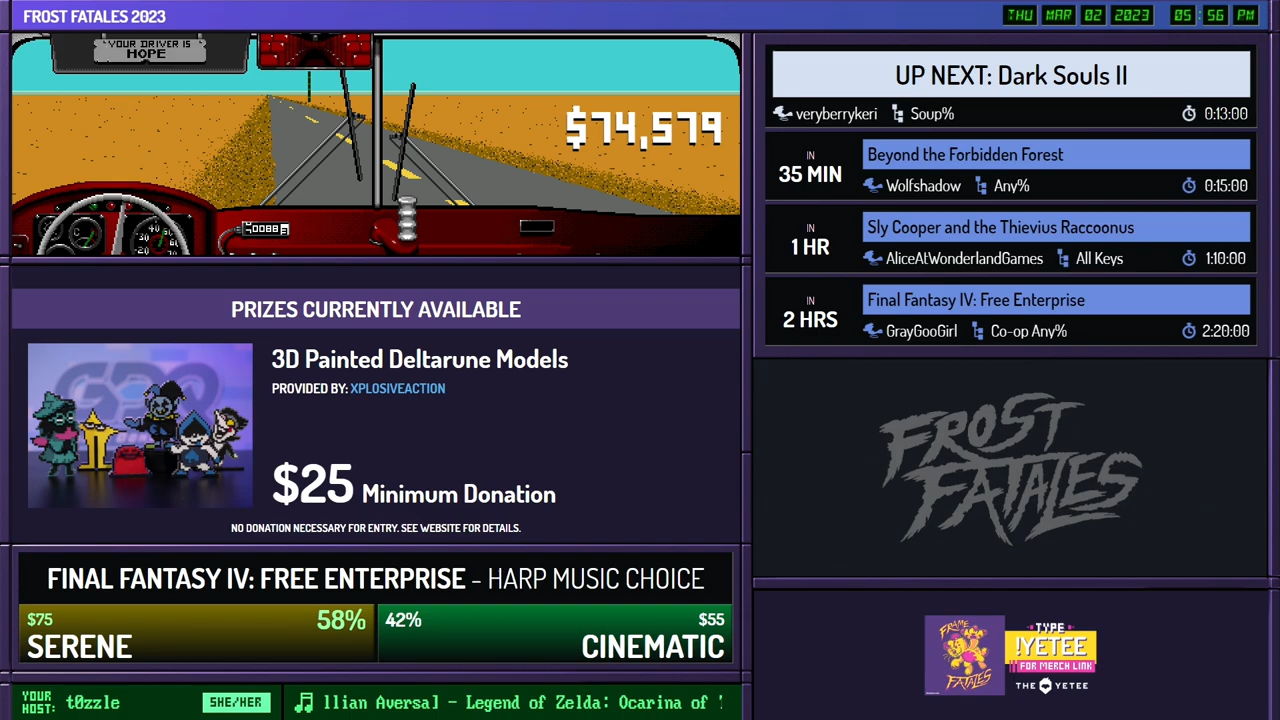 FROST FATALES 2023
THU MAR 02 2023 05:56 PM
YOUR DRIVER IS
HOPE
$74,579
UP NEXT: Dark Souls II
veryberrykeri Soup% 0:13:00
IN
35 MIN
Beyond the Forbidden Forest
Wolfshadow Any% 0:15:00
IN
1 HR
Sly Cooper and the Thievius Raccoonus
AliceAtWonderlandGames All Keys 1:10:00
IN
2 HRS
Final Fantasy IV: Free Enterprise
GrayGooGirl Co-op Any% 2:20:00
PRIZES CURRENTLY AVAILABLE
3D Painted Deltarune Models
PROVIDED BY: XPLOSIVEACTION
$25 Minimum Donation
NO DONATION NECESSARY FOR ENTRY. SEE WEBSITE FOR DETAILS.
GDQ
FROST
FATALES
FINAL FANTASY IV: FREE ENTERPRISE - HARP MUSIC CHOICE
$75 58%
SERENE
42% $55
CINEMATIC
FRAME
FATALES
TYPE
!YETEE
FOR MERCH LINK
THE YETEE
YOUR
HOST: t0zzle SHE/HER
llian Aversa] - Legend of Zelda: Ocarina of